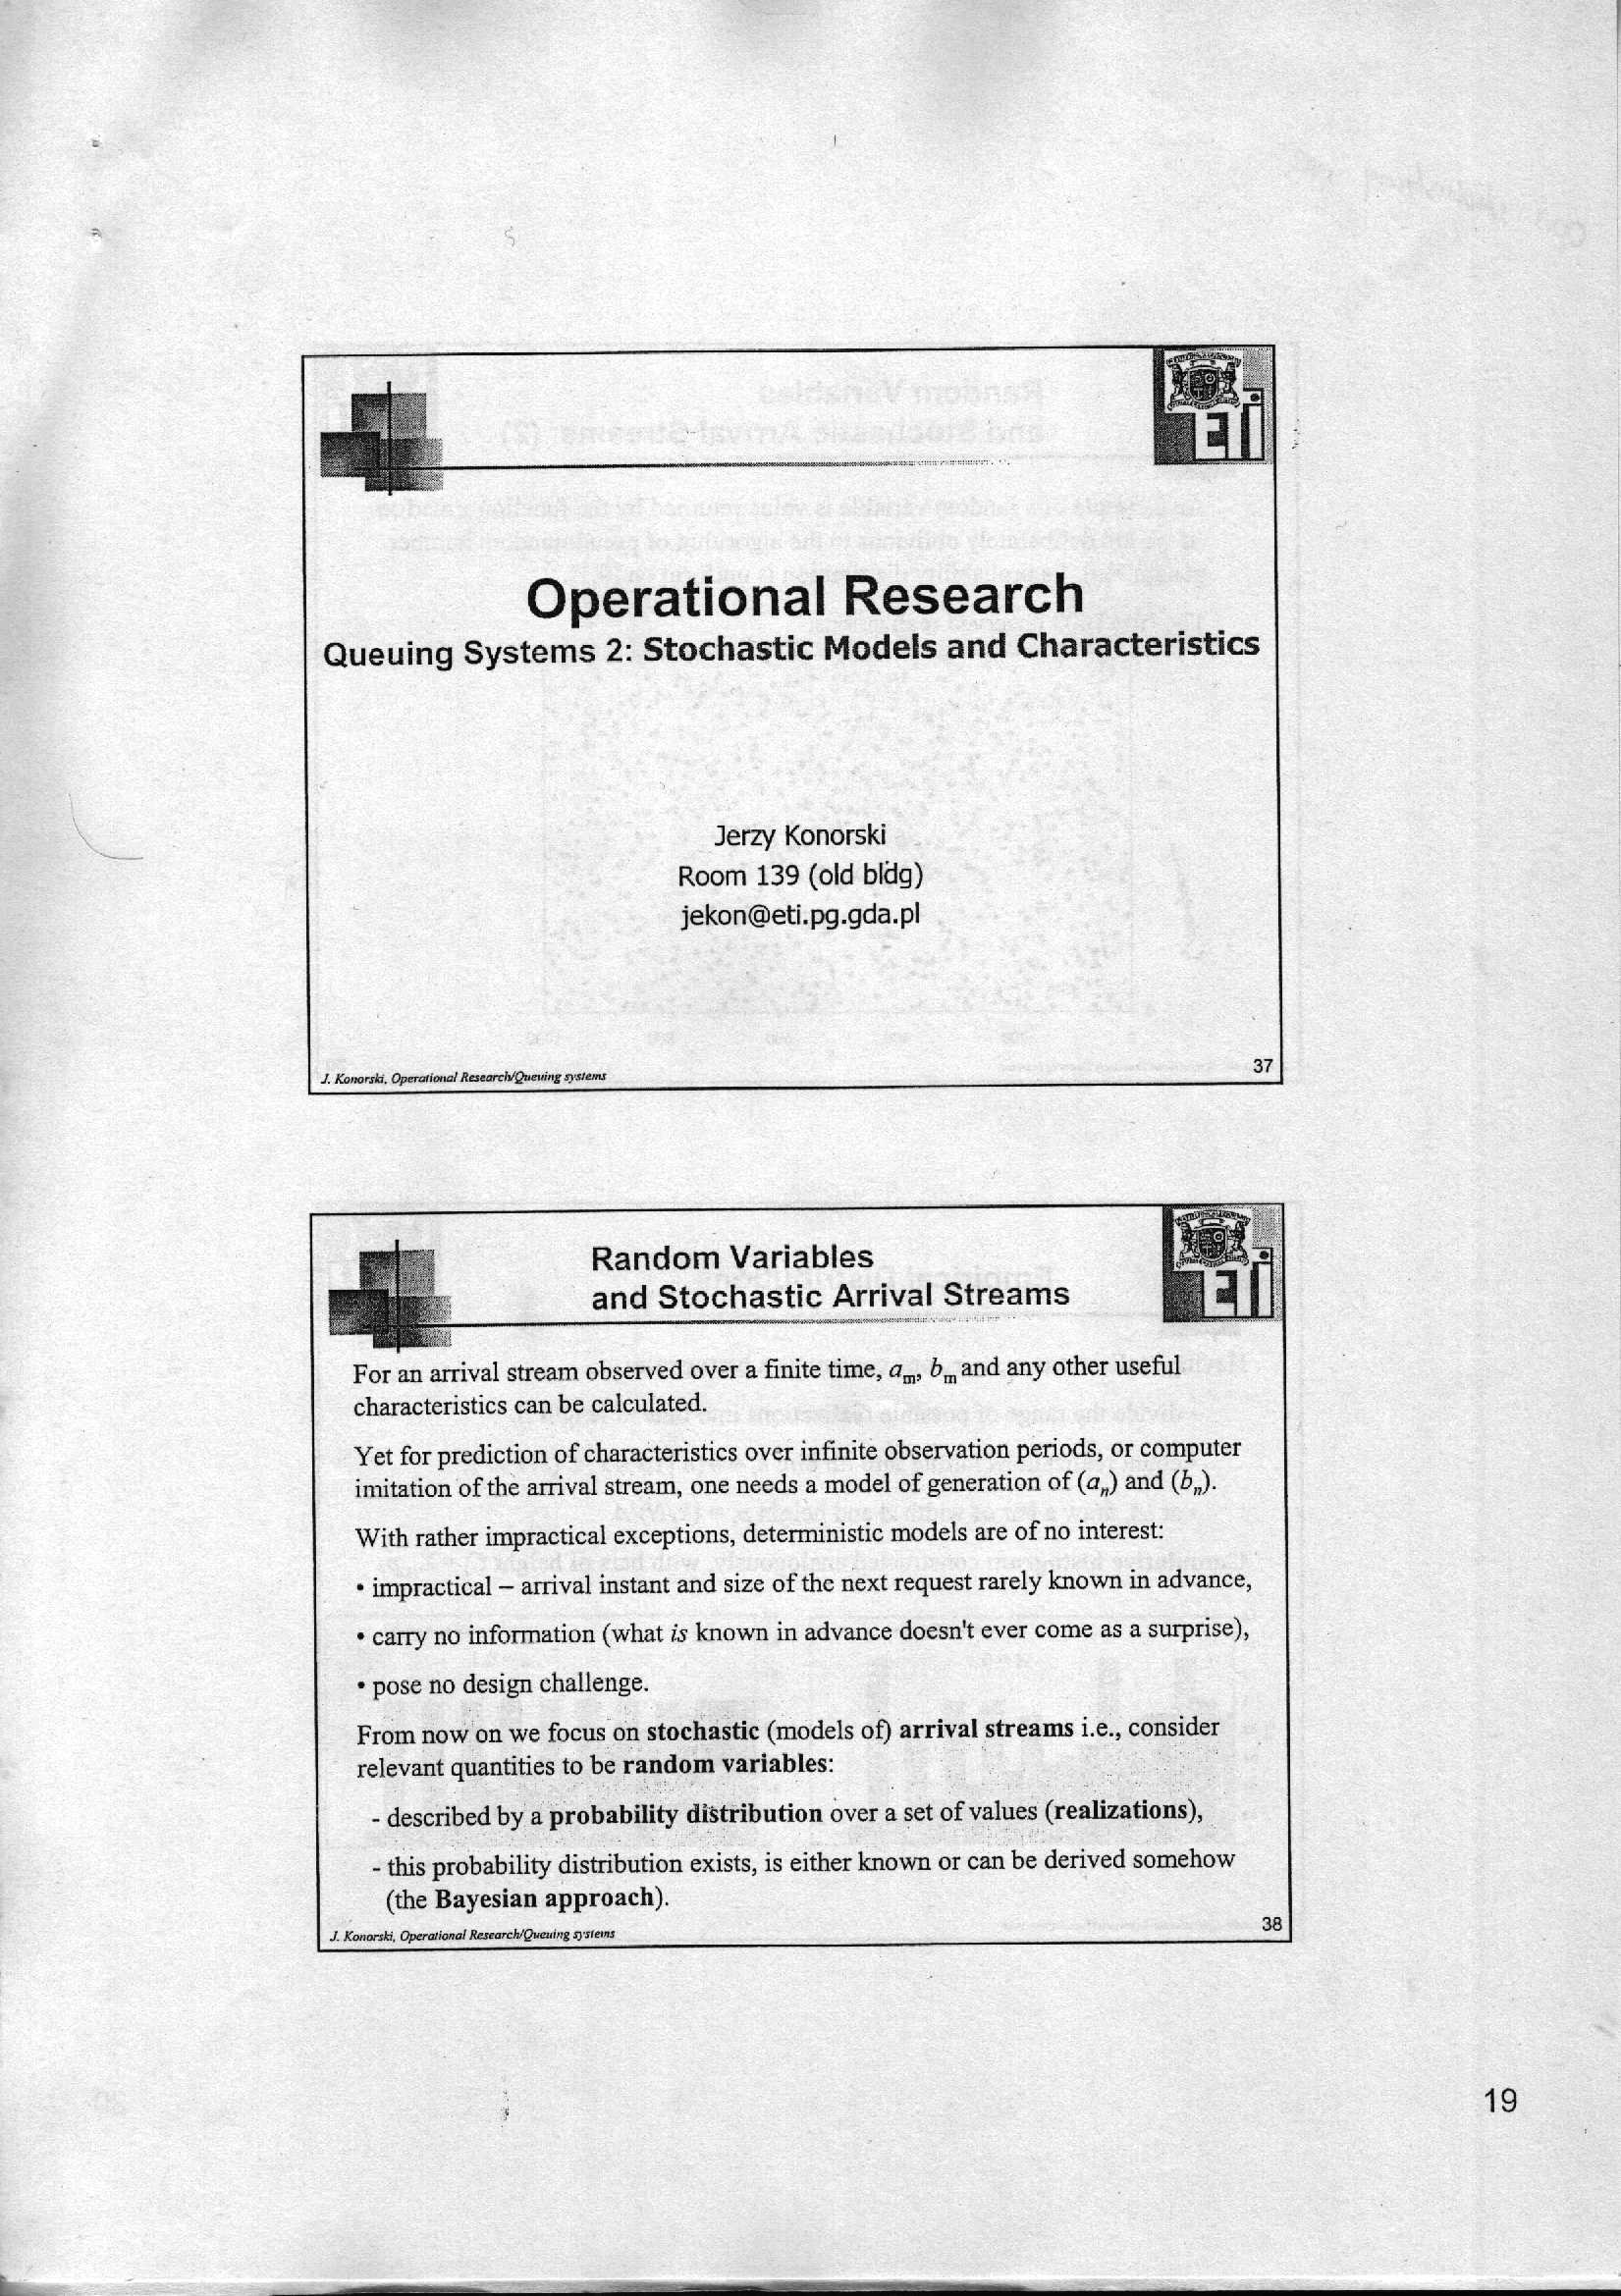 ETI
Operational Research
Queuing Systems 2: Stochastic Models and Characteristics
Jerzy Konorski
Room 139 (old bldg)
jekon@eti.pg.gda.pl
J. Konorski, Operational Research/Queuing systems
37
Random Variables
and Stochastic Arrival Streams
ETI
For an arrival stream observed over a finite time, aₘ, bₘ and any other useful
characteristics can be calculated.
Yet for prediction of characteristics over infinite observation periods, or computer
imitation of the arrival stream, one needs a model of generation of (aₙ) and (bₙ).
With rather impractical exceptions, deterministic models are of no interest:
• impractical – arrival instant and size of the next request rarely known in advance,
• carry no information (what is known in advance doesn't ever come as a surprise),
• pose no design challenge.
From now on we focus on stochastic (models of) arrival streams i.e., consider
relevant quantities to be random variables:
- described by a probability distribution over a set of values (realizations),
- this probability distribution exists, is either known or can be derived somehow
(the Bayesian approach).
J. Konorski, Operational Research/Queuing systems
38
19